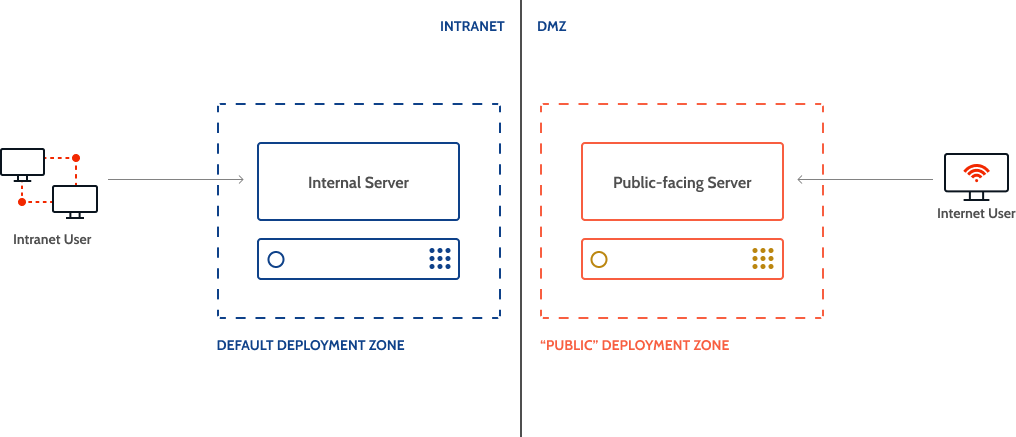 INTRANET
DMZ
Internal Server
Public-facing Server
Intranet User
Internet User
DEFAULT DEPLOYMENT ZONE
“PUBLIC” DEPLOYMENT ZONE